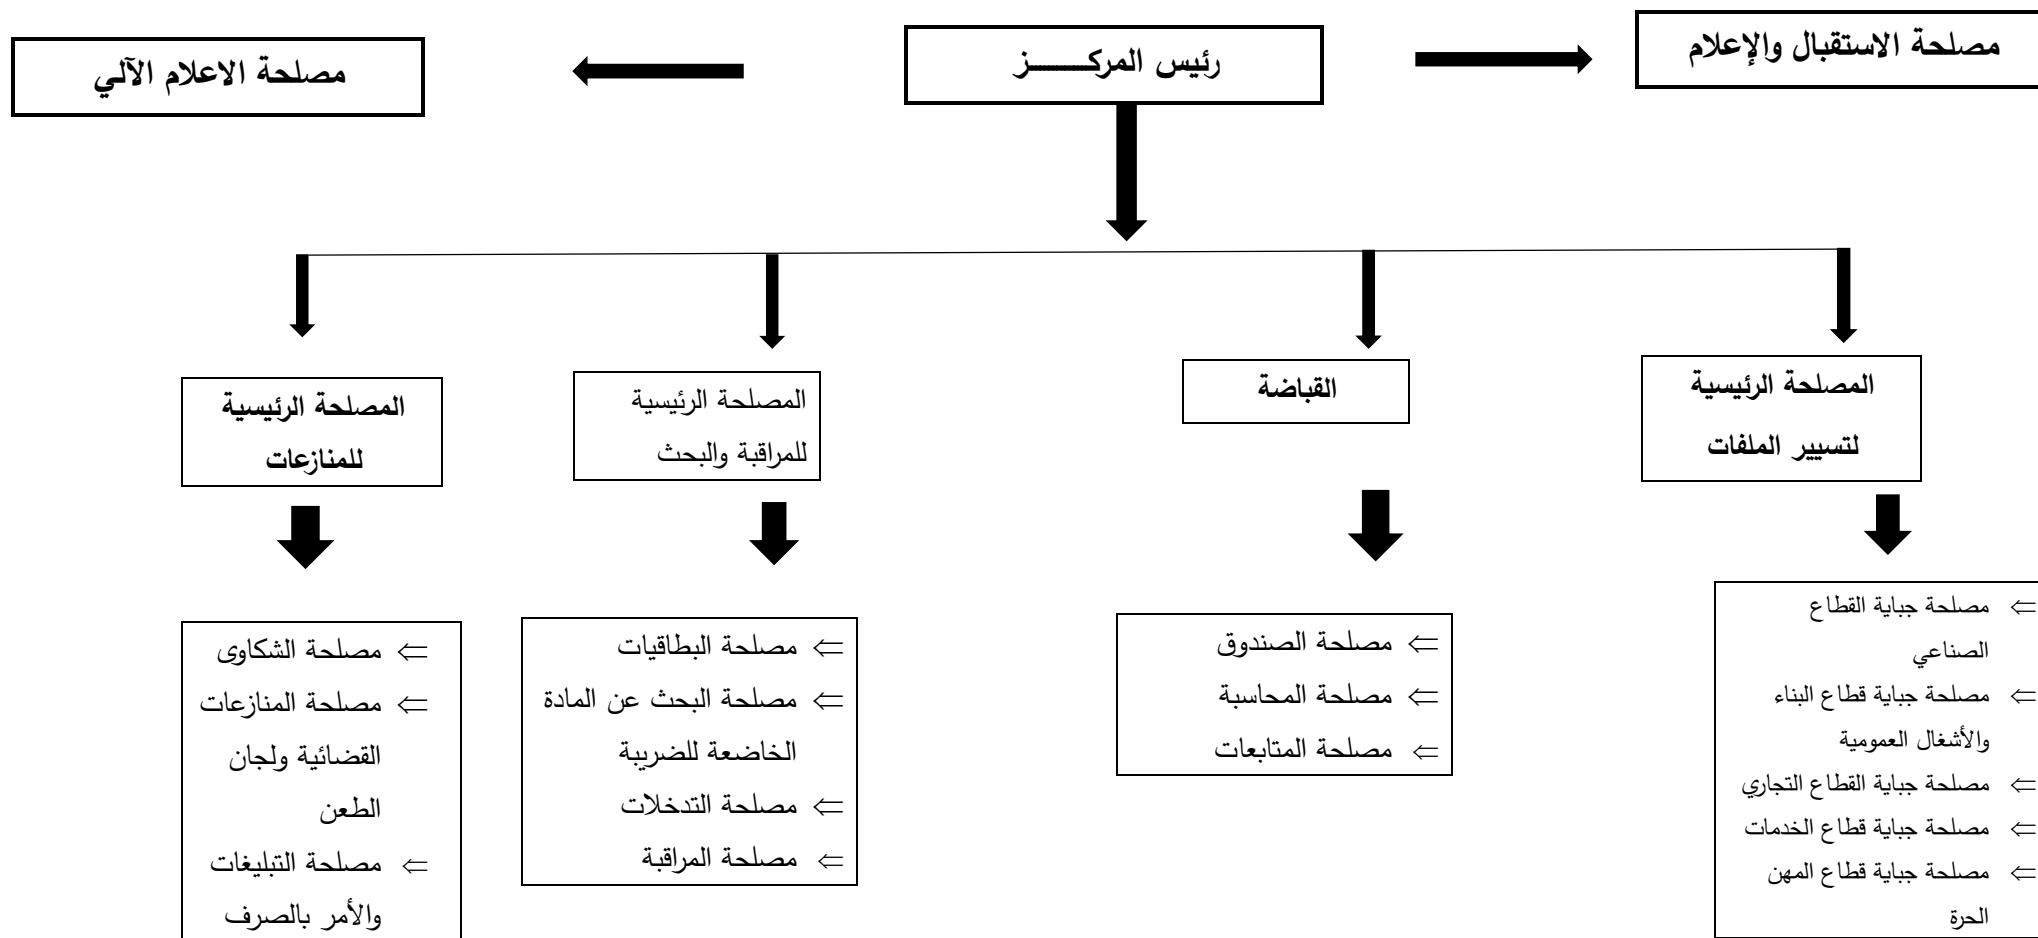 مصلحة الاستقبال والإعلام
رئيس المركــــــــز
مصلحة الاعلام الآلي
المصلحة الرئيسية
لتسيير الملفات
القباضة
المصلحة الرئيسية
للمراقبة والبحث
المصلحة الرئيسية
للمنازعات
⇐ مصلحة جباية القطاع
الصناعي
⇐ مصلحة جباية قطاع البناء
والأشغال العمومية
⇐ مصلحة جباية القطاع التجاري
⇐ مصلحة جباية قطاع الخدمات
⇐ مصلحة جباية قطاع المهن
الحرة
⇐ مصلحة الصندوق
⇐ مصلحة المحاسبة
⇐ مصلحة المتابعات
⇐ مصلحة البطاقيات
⇐ مصلحة البحث عن المادة
الخاضعة للضريبة
⇐ مصلحة التدخلات
⇐ مصلحة المراقبة
⇐ مصلحة الشكاوى
⇐ مصلحة المنازعات
القضائية ولجان
الطعن
⇐ مصلحة التبليغات
والأمر بالصرف